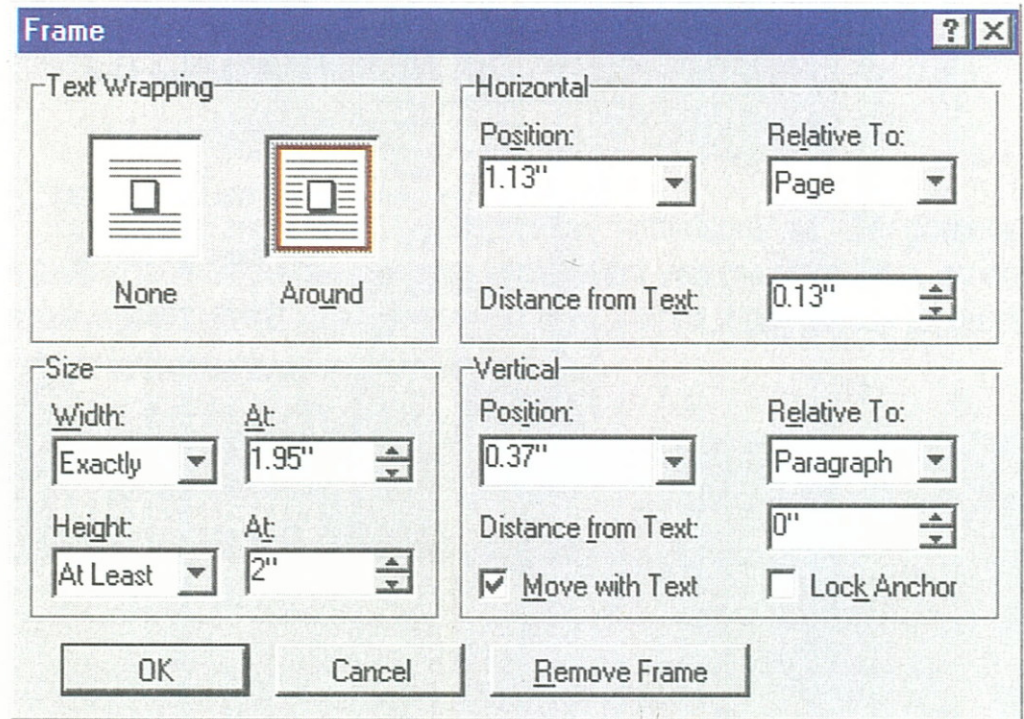 Frame
Text Wrapping
None
Around
Horizontal
Position:
Relative To:
1.13"
Page
Distance from Text:
0.13"
Size
Width:
At:
Exactly
1.95"
Height:
At:
At Least
2"
Vertical
Position:
Relative To:
0.37"
Paragraph
Distance from Text:
0"
Move with Text
Lock Anchor
OK
Cancel
Remove Frame